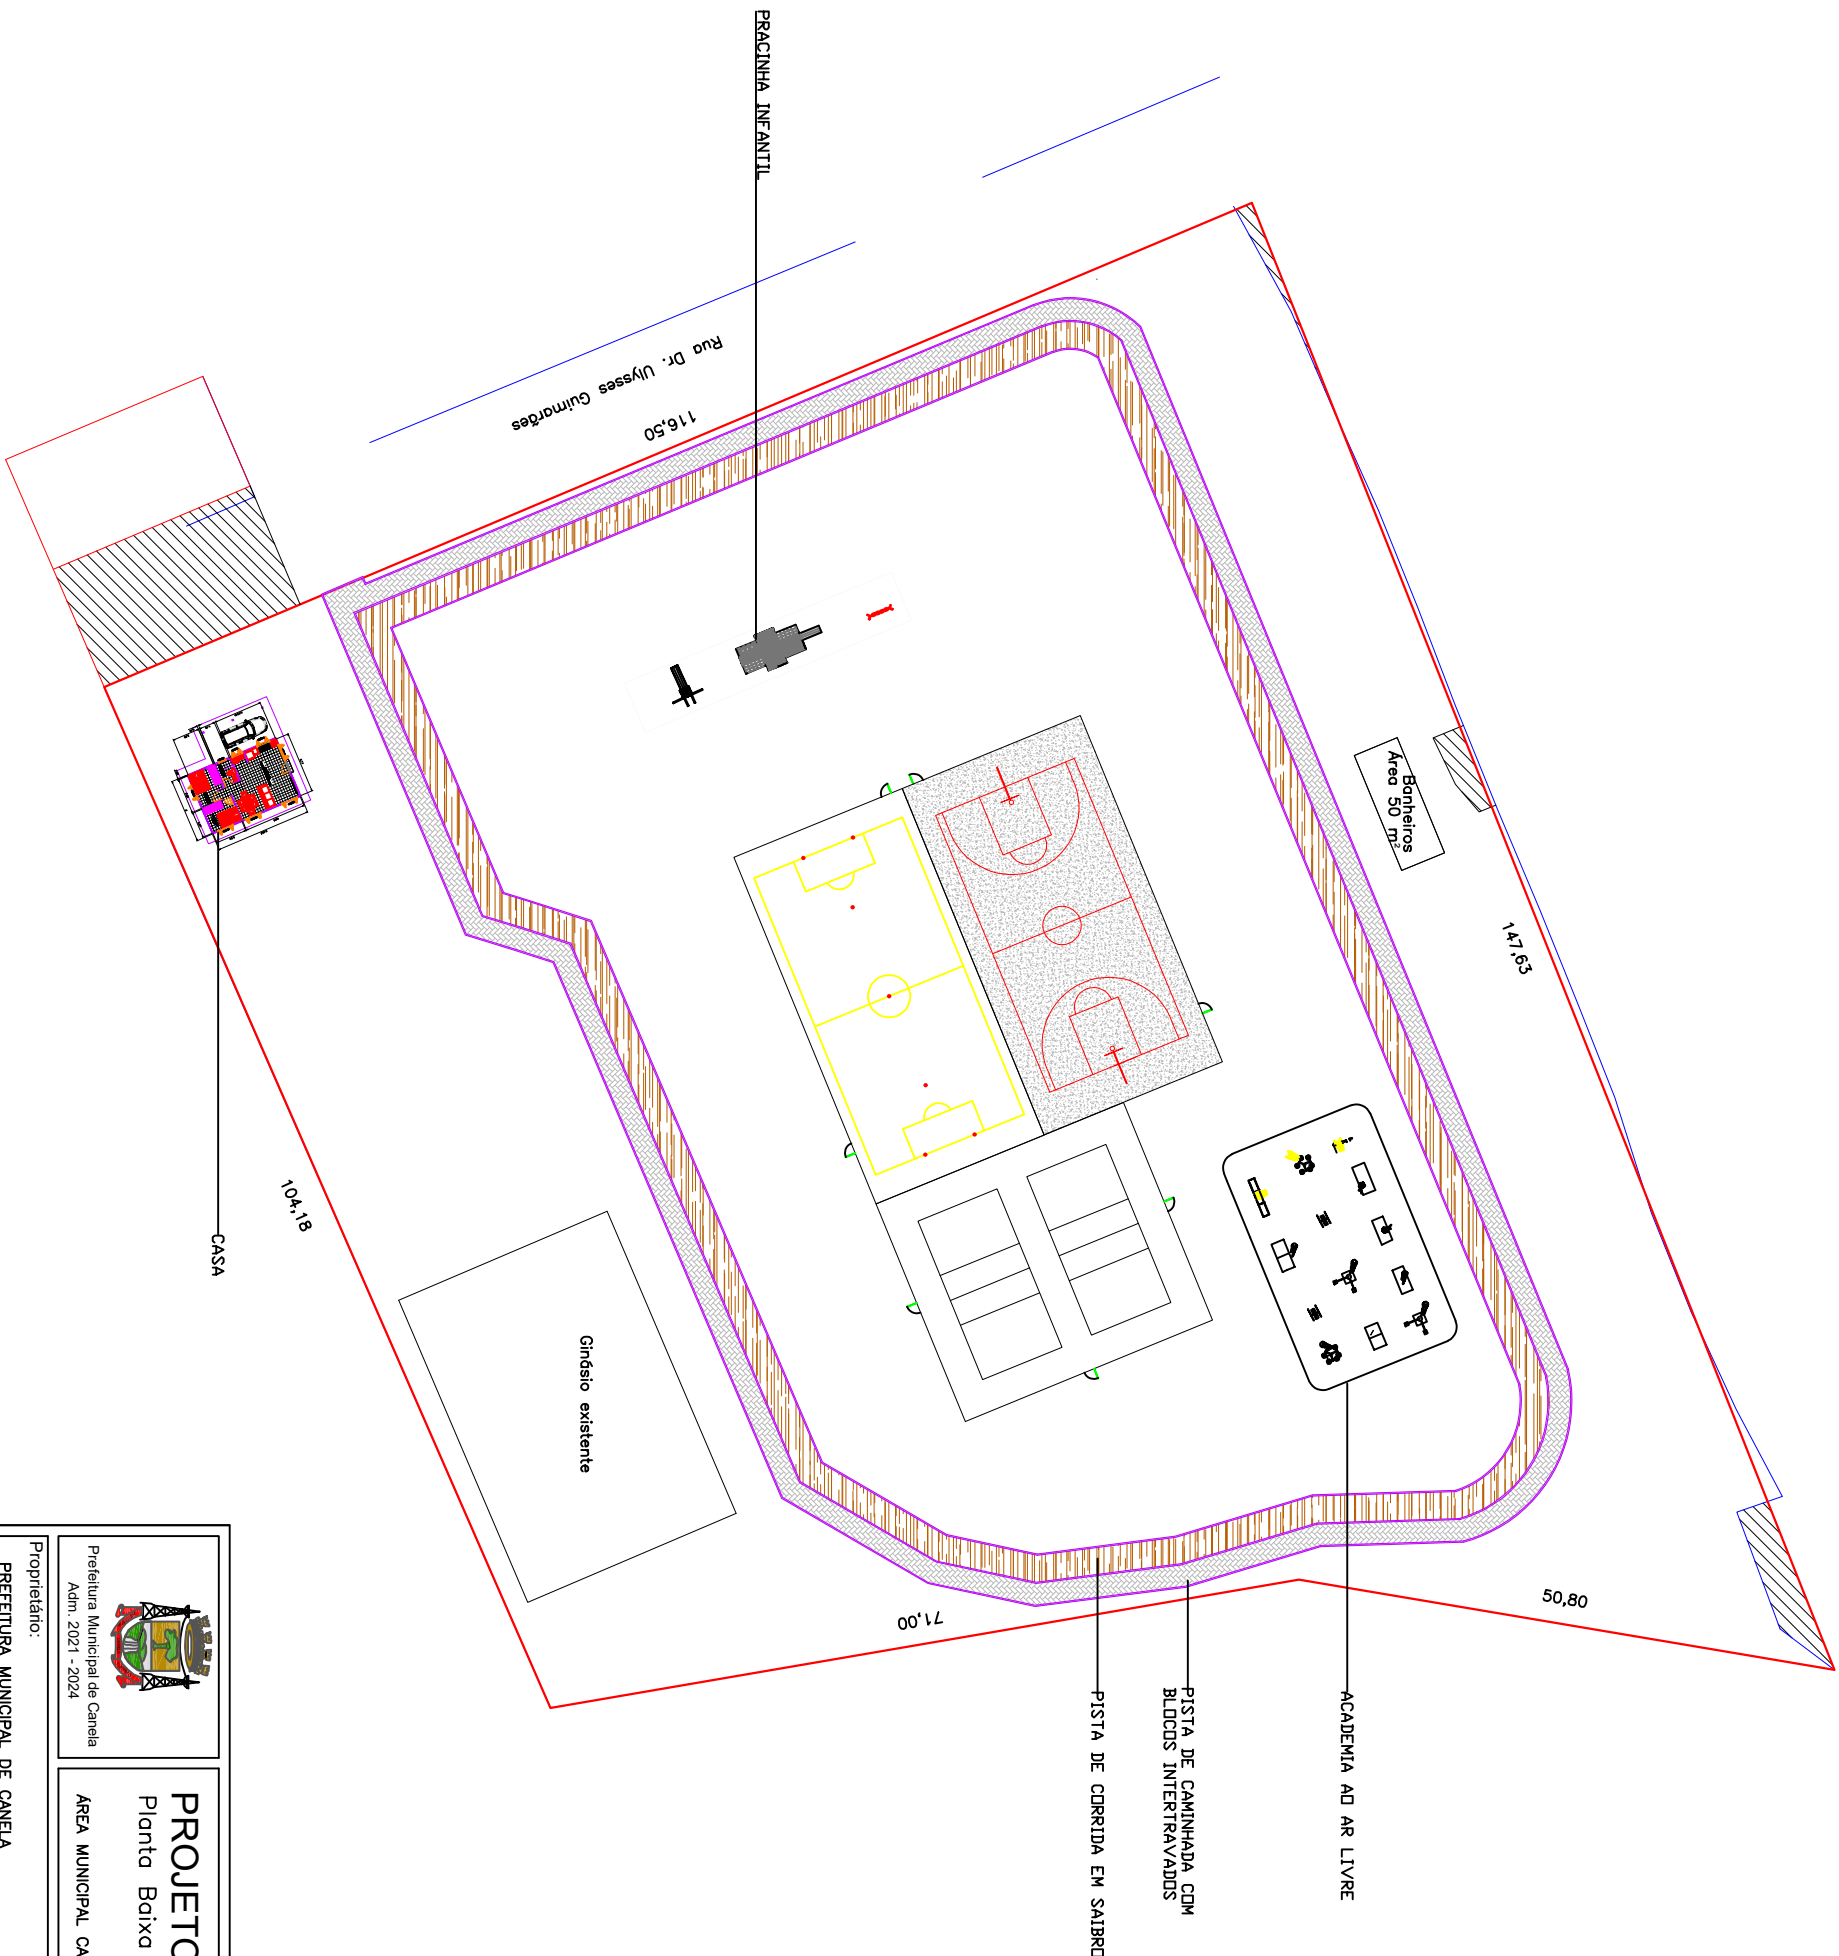 PRACINHA INFANTIL
Rua Dr. Ulysses Guimarães
116,50
Banheiros
Área 50 m²
147,63
104,18
CASA
Ginásio existente
71,00
50,80
ACADEMIA AO AR LIVRE
PISTA DE CAMINHADA COM
BLOCOS INTERTRAVADOS
PISTA DE CORRIDA EM SAIBRO
Prefeitura Municipal de Canela
Adm. 2021 - 2024
PROJETO
Planta Baixa
ÁREA MUNICIPAL CA
Proprietário:
PREFEITURA MUNICIPAL DE CANELA